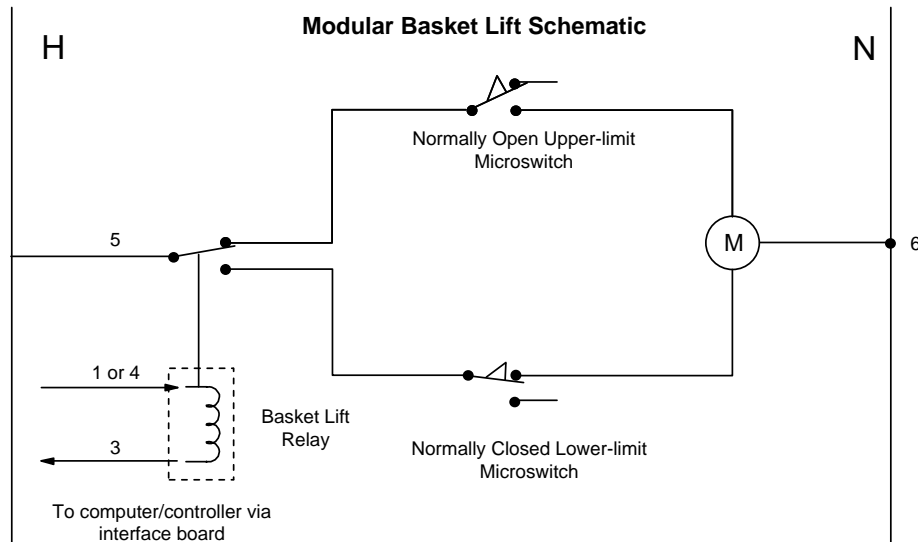 Modular Basket Lift Schematic
H
N
Normally Open Upper-limit
Microswitch
5
M
6
1 or 4
3
Basket Lift
Relay
Normally Closed Lower-limit
Microswitch
To computer/controller via
interface board